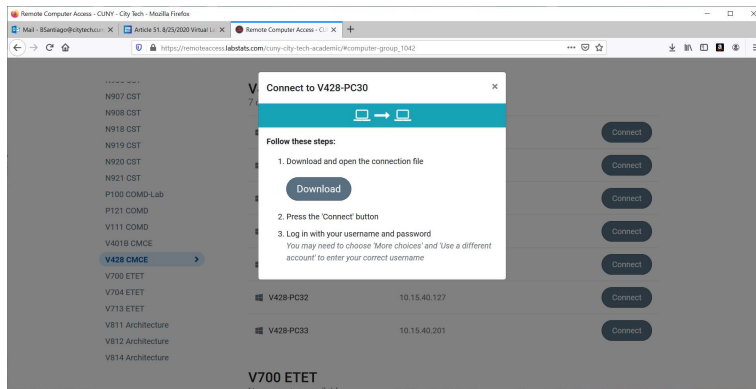 Remote Computer Access - CUNY - City Tech - Mozilla Firefox
Mail - BSantiago@citytech.cun
Article 51. 8/25/2020 Virtual La
Remote Computer Access - CU
https://remoteaccess.labstats.com/cuny-city-tech-academic/#computer-group_1042
N907 CST
N908 CST
N918 CST
N919 CST
N920 CST
N921 CST
P100 COMD-Lab
P121 COMD
V111 COMD
V401B CMCE
V428 CMCE
V700 ETET
V704 ETET
V713 ETET
V811 Architecture
V812 Architecture
V814 Architecture
Connect to V428-PC30
×
Follow these steps:
1. Download and open the connection file
Download
2. Press the 'Connect' button
3. Log in with your username and password
You may need to choose 'More choices' and 'Use a different
account' to enter your correct username
Connect
Connect
Connect
Connect
Connect
V428-PC32 10.15.40.127 Connect
V428-PC33 10.15.40.201 Connect
V700 ETET